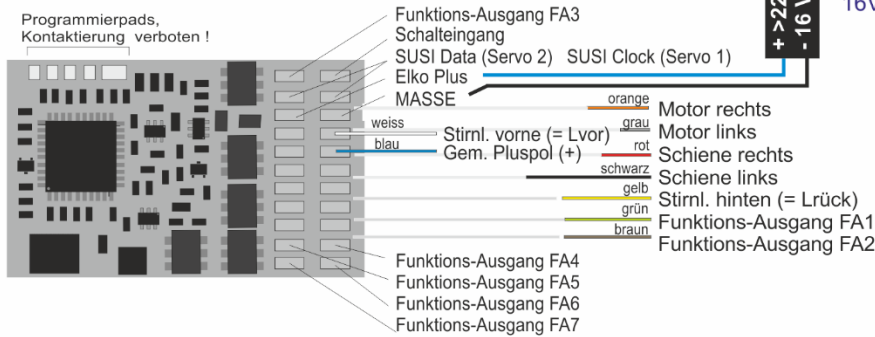 Programmierpads,
Kontaktierung verboten !
Funktions-Ausgang FA3
Schalteingang
SUSI Data (Servo 2) SUSI Clock (Servo 1)
Elko Plus
MASSE
+ >22
- 16 V
16V
weiss
Stirnl. vorne (= Lvor)
blau
Gem. Pluspol (+)
orange
Motor rechts
grau
Motor links
rot
Schiene rechts
schwarz
Schiene links
gelb
Stirnl. hinten (= Lrück)
grün
Funktions-Ausgang FA1
braun
Funktions-Ausgang FA2
Funktions-Ausgang FA4
Funktions-Ausgang FA5
Funktions-Ausgang FA6
Funktions-Ausgang FA7